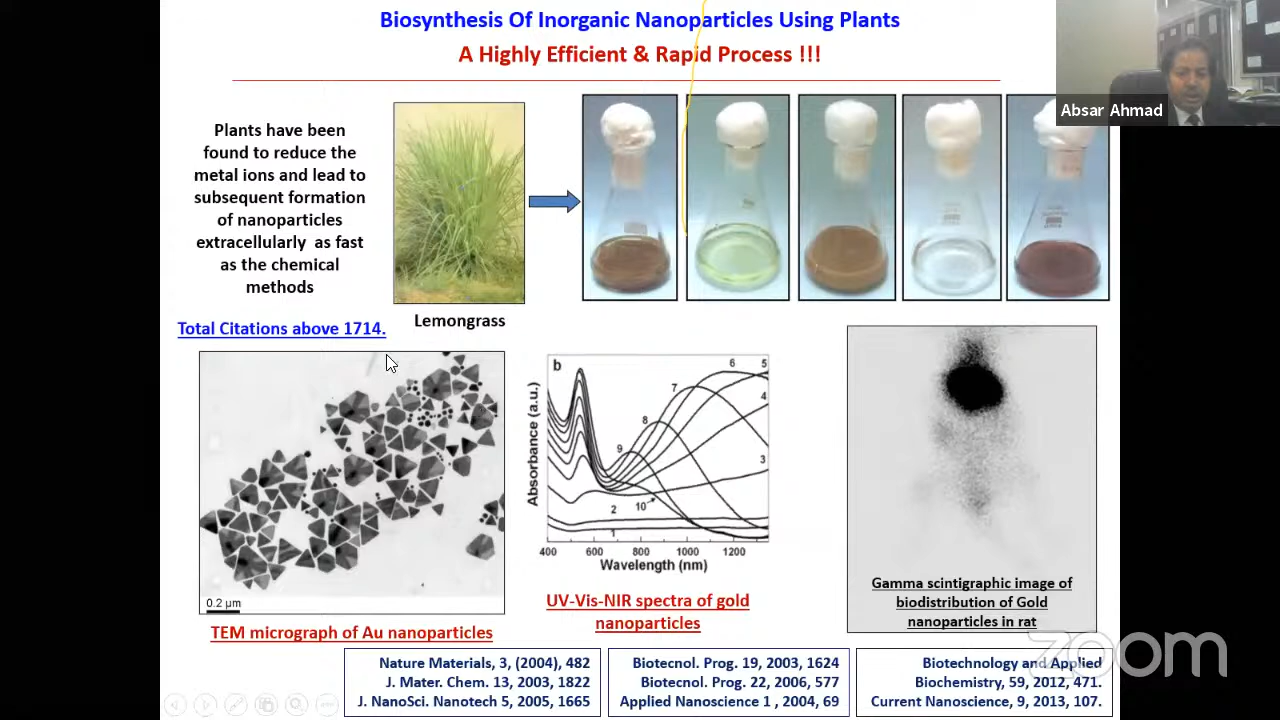 Biosynthesis Of Inorganic Nanoparticles Using Plants
A Highly Efficient & Rapid Process !!!
Absar Ahmad
Plants have been
found to reduce the
metal ions and lead to
subsequent formation
of nanoparticles
extracellularly as fast
as the chemical
methods
Lemongrass
Total Citations above 1714.
0.2 µm
TEM micrograph of Au nanoparticles
b
Absorbance (a.u.)
1
2
3
4
5
6
7
8
9
10
400 600 800 1000 1200
Wavelength (nm)
UV-Vis-NIR spectra of gold
nanoparticles
Gamma scintigraphic image of
biodistribution of Gold
nanoparticles in rat
zoom
Nature Materials, 3, (2004), 482
J. Mater. Chem. 13, 2003, 1822
J. NanoSci. Nanotech 5, 2005, 1665
Biotecnol. Prog. 19, 2003, 1624
Biotecnol. Prog. 22, 2006, 577
Applied Nanoscience 1 , 2004, 69
Biotechnology and Applied
Biochemistry, 59, 2012, 471.
Current Nanoscience, 9, 2013, 107.